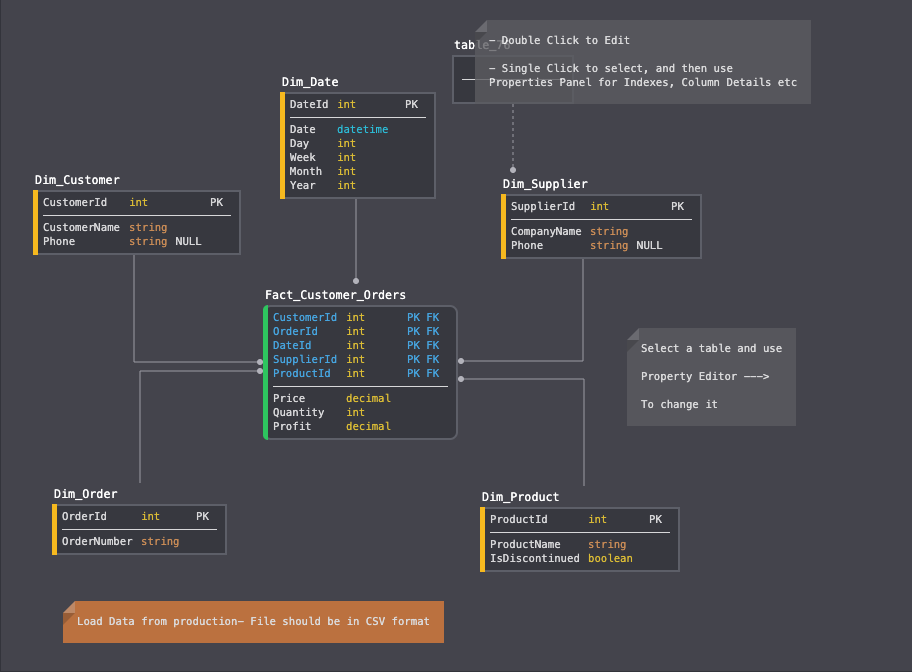 table_70
- Double Click to Edit
- Single Click to select, and then use
Properties Panel for Indexes, Column Details etc
Dim_Date
DateId int PK
Date datetime
Day int
Week int
Month int
Year int
Dim_Customer
CustomerId int PK
CustomerName string
Phone string NULL
Dim_Supplier
SupplierId int PK
CompanyName string
Phone string NULL
Fact_Customer_Orders
CustomerId int PK FK
OrderId int PK FK
DateId int PK FK
SupplierId int PK FK
ProductId int PK FK
Price decimal
Quantity int
Profit decimal
Select a table and use
Property Editor --->
To change it
Dim_Order
OrderId int PK
OrderNumber string
Dim_Product
ProductId int PK
ProductName string
IsDiscontinued boolean
Load Data from production- File should be in CSV format